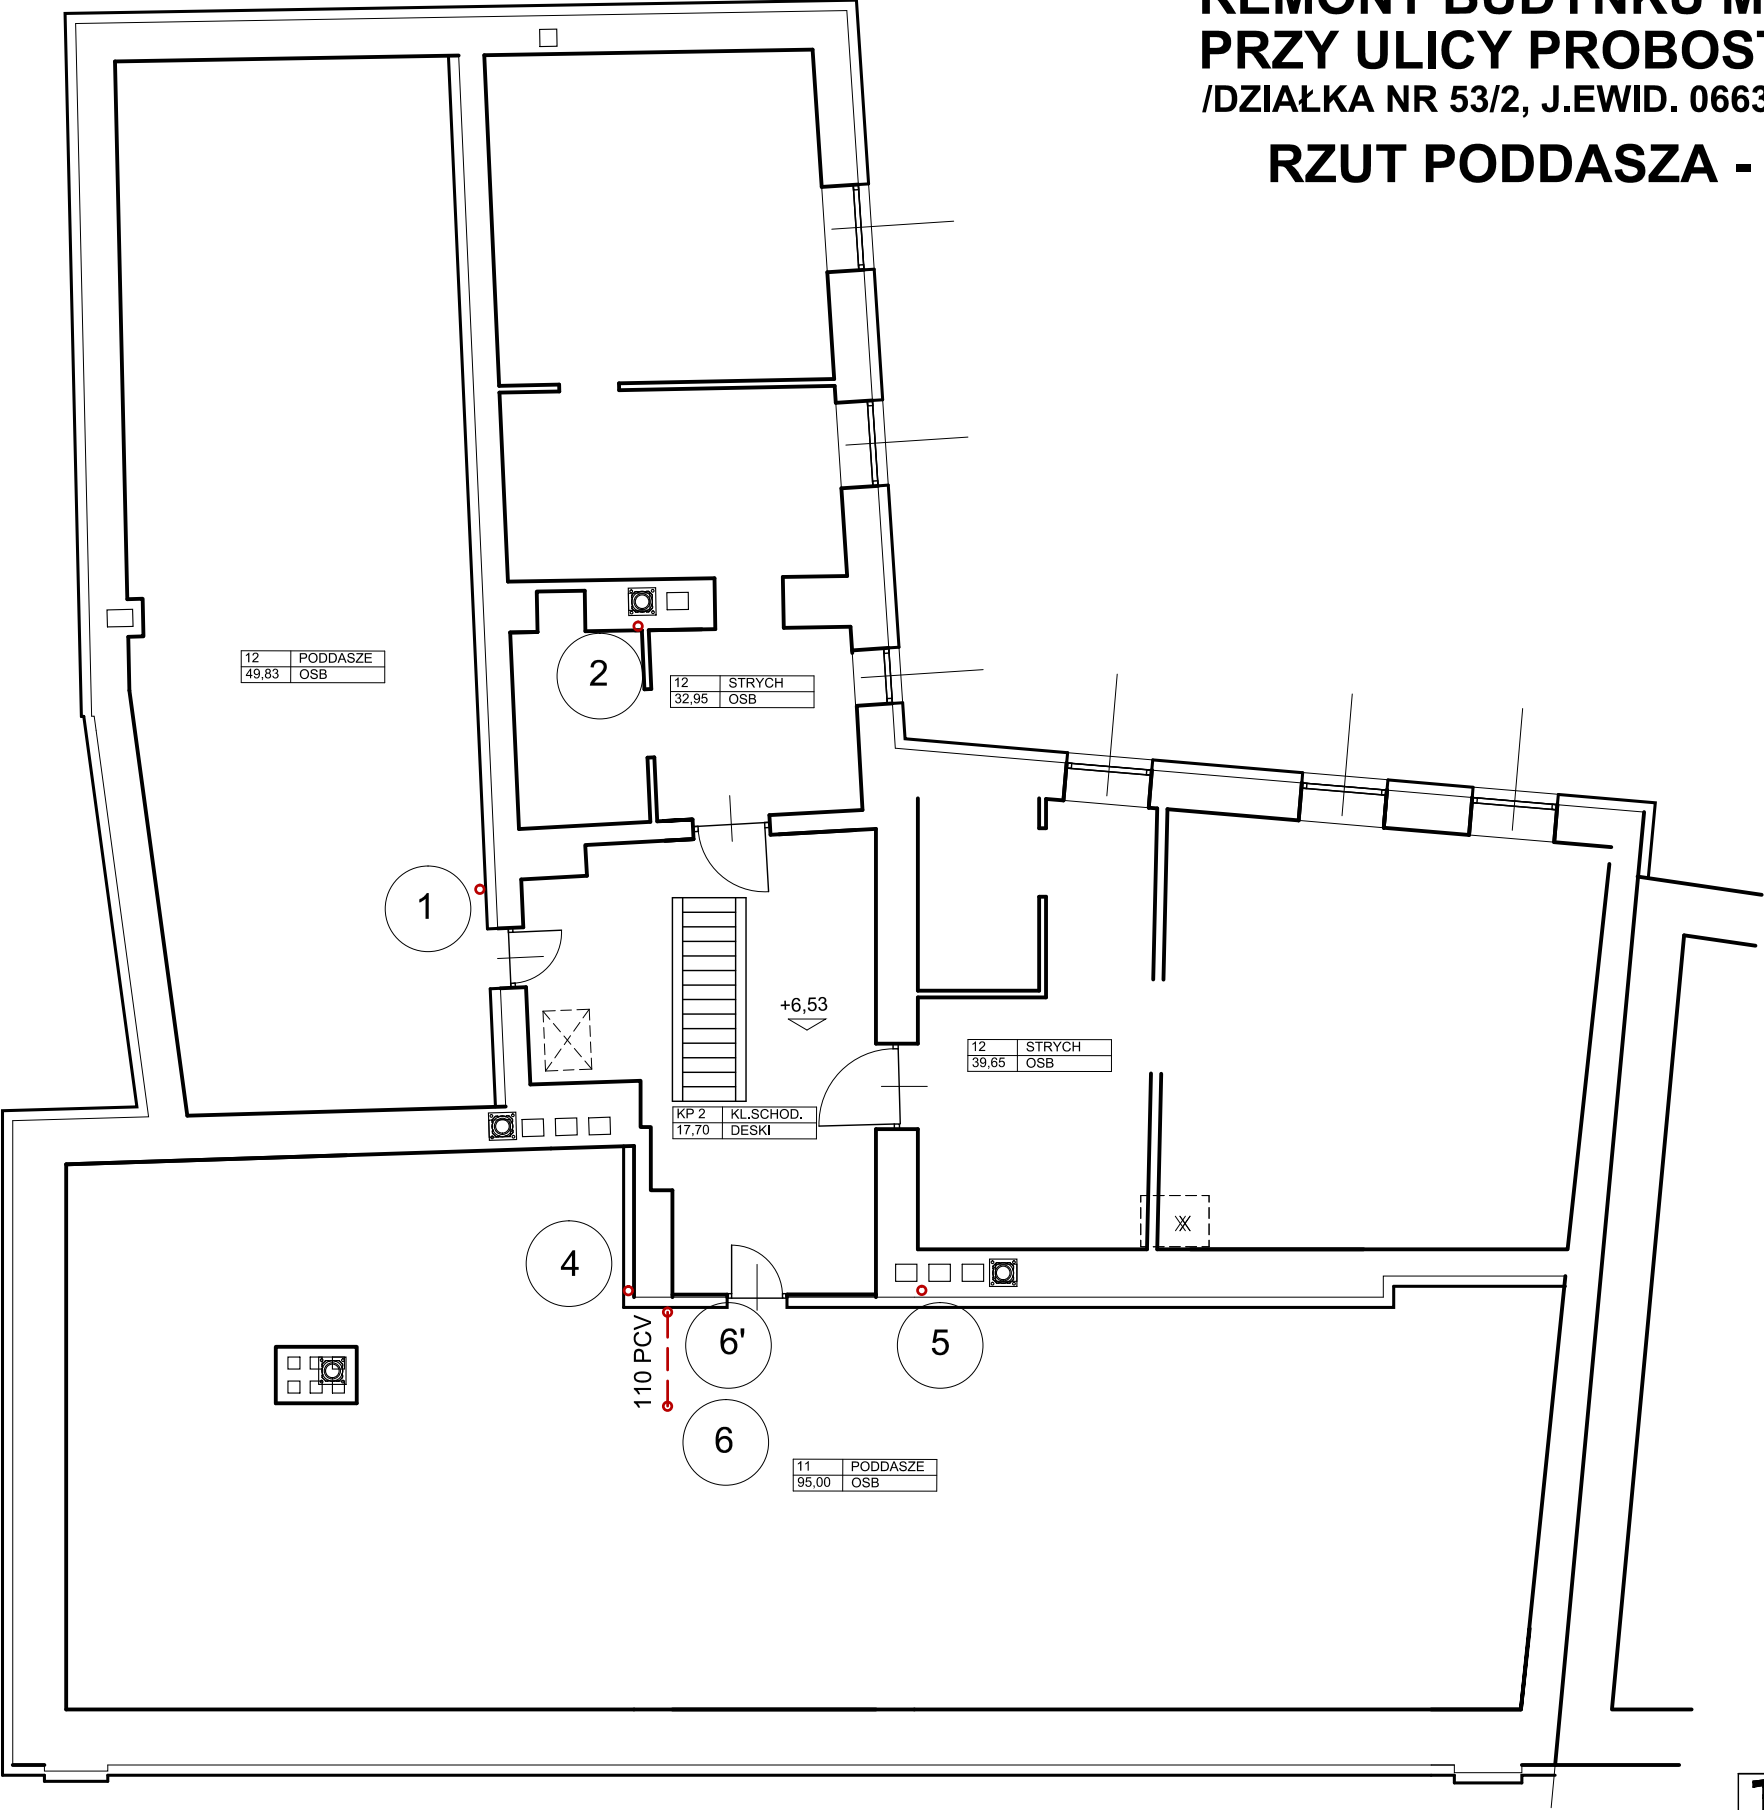 REMONT BUDYNKU M
PRZY ULICY PROBOST
/DZIAŁKA NR 53/2, J.EWID. 0663
RZUT PODDASZA -
12 PODDASZE
49,83 OSB
2
12 STRYCH
32,95 OSB
1
+6,53
12 STRYCH
39,65 OSB
KP 2 KL.SCHOD.
17,70 DESKI
4
110 PCV
6'
5
6
11 PODDASZE
95,00 OSB